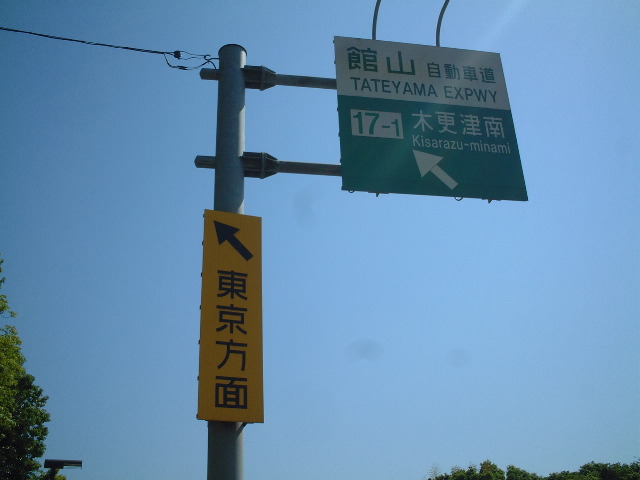 館山 自動車道
TATEYAMA EXPWY
17-1 木更津南
Kisarazu-minami
東京方面